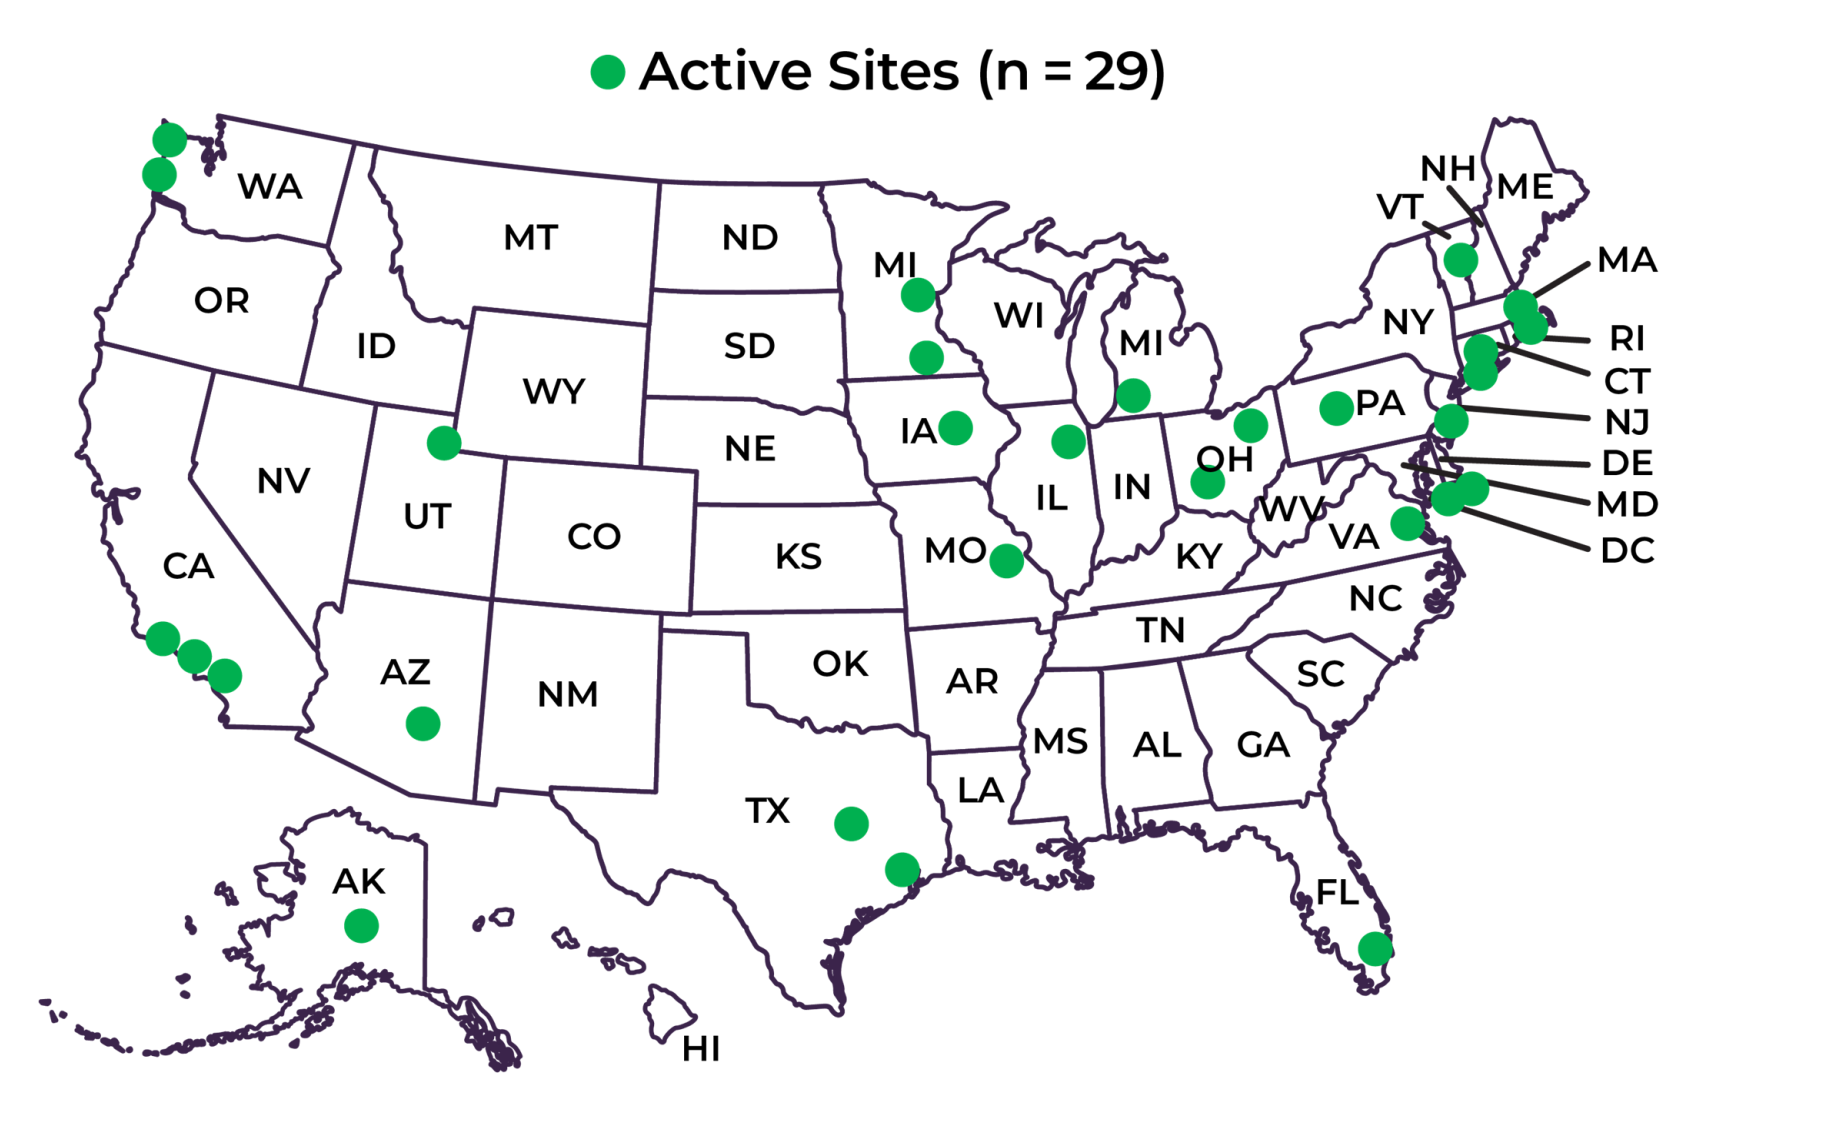 Active Sites (n = 29)
NH
ME
WA
VT
MT
ND
MI
MA
OR
WI
NY
RI
ID
SD
MI
CT
WY
IA
PA
NJ
NE
OH
DE
NV
IL
IN
UT
WV
MD
CO
VA
MO
KS
KY
DC
CA
NC
TN
OK
AZ
SC
AR
NM
MS
AL
GA
LA
TX
AK
FL
HI